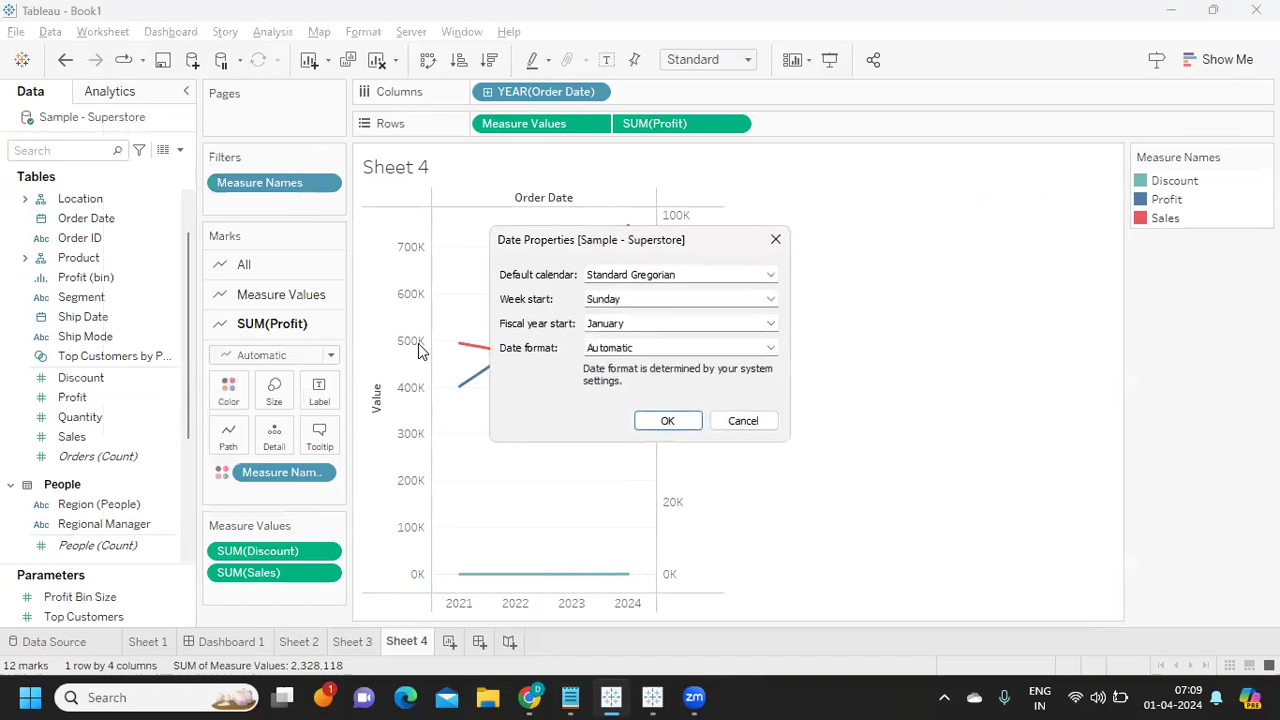 Tableau - Book1
File Data Worksheet Dashboard Story Analysis Map Format Server Window Help
Standard
Show Me
Data Analytics
Sample - Superstore
Search
Tables
Location
Order Date
Abc Order ID
Product
Profit (bin)
Abc Segment
Ship Date
Abc Ship Mode
Top Customers by P...
# Discount
# Profit
# Quantity
# Sales
# Orders (Count)
People
Abc Region (People)
Abc Regional Manager
# People (Count)
Parameters
# Profit Bin Size
# Top Customers
Pages
Filters
Measure Names
Marks
All
Measure Values
SUM(Profit)
Automatic
Color Size Label
Path Detail Tooltip
Measure Nam..
Measure Values
SUM(Discount)
SUM(Sales)
Columns YEAR(Order Date)
Rows Measure Values SUM(Profit)
Sheet 4
Order Date
Value
700K
600K
500K
400K
300K
200K
100K
0K
100K
20K
0K
2021 2022 2023 2024
Date Properties [Sample - Superstore]
Default calendar: Standard Gregorian
Week start: Sunday
Fiscal year start: January
Date format: Automatic
Date format is determined by your system
settings.
OK Cancel
Measure Names
Discount
Profit
Sales
Data Source Sheet 1 Dashboard 1 Sheet 2 Sheet 3 Sheet 4
12 marks 1 row by 4 columns SUM of Measure Values: 2,328,118
Search
1
D
zm
ENG
IN
07:09
01-04-2024
PRE